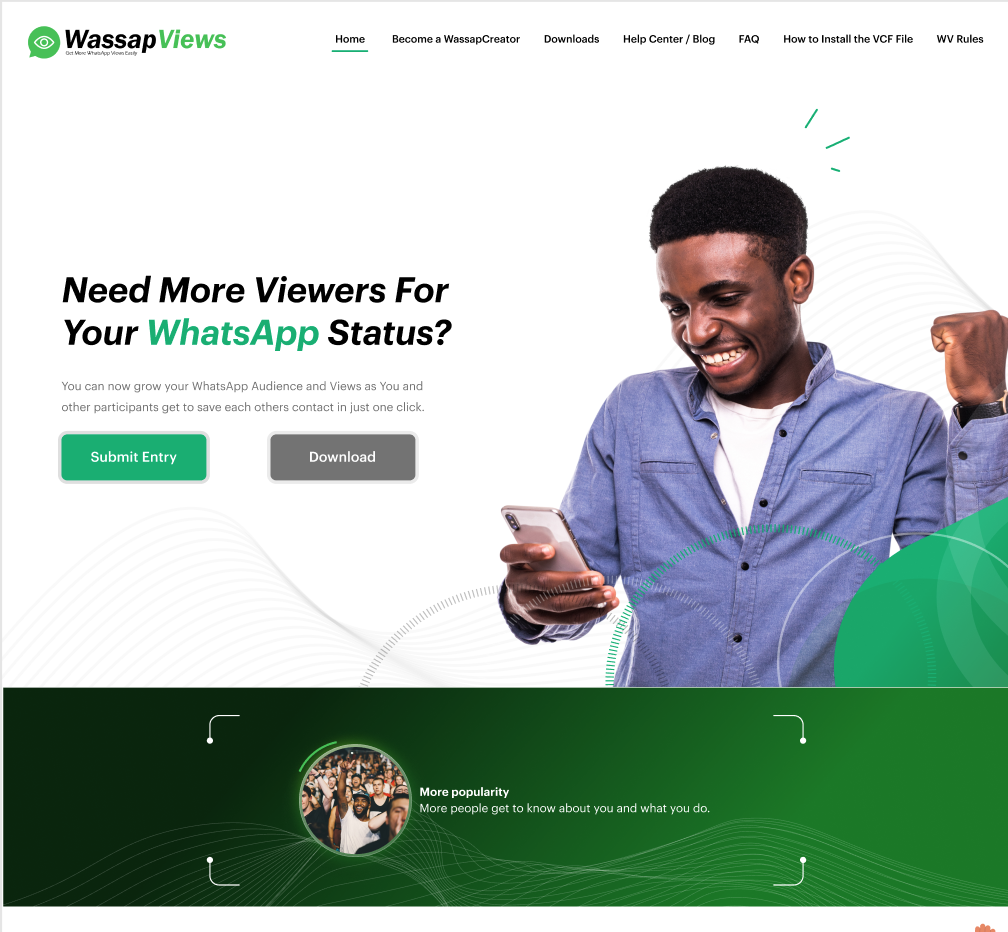 WassapViews
Get More WhatsApp Views Easily
Home
Become a WassapCreator
Downloads
Help Center / Blog
FAQ
How to Install the VCF File
WV Rules
Need More Viewers For
Your WhatsApp Status?
You can now grow your WhatsApp Audience and Views as You and
other participants get to save each others contact in just one click.
Submit Entry
Download
More popularity
More people get to know about you and what you do.